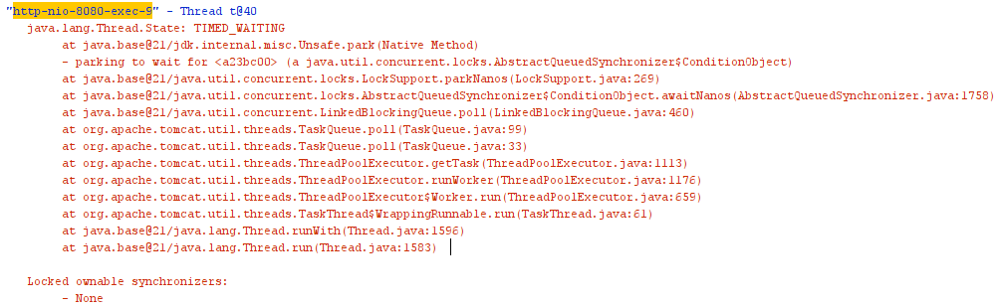 "http-nio-8080-exec-9" - Thread t@40
java.lang.Thread.State: TIMED_WAITING
at java.base@21/jdk.internal.misc.Unsafe.park(Native Method)
- parking to wait for <a23bc00> (a java.util.concurrent.locks.AbstractQueuedSynchronizer$ConditionObject)
at java.base@21/java.util.concurrent.locks.LockSupport.parkNanos(LockSupport.java:269)
at java.base@21/java.util.concurrent.locks.AbstractQueuedSynchronizer$ConditionObject.awaitNanos(AbstractQueuedSynchronizer.java:1758)
at java.base@21/java.util.concurrent.LinkedBlockingQueue.poll(LinkedBlockingQueue.java:460)
at org.apache.tomcat.util.threads.TaskQueue.poll(TaskQueue.java:99)
at org.apache.tomcat.util.threads.TaskQueue.poll(TaskQueue.java:33)
at org.apache.tomcat.util.threads.ThreadPoolExecutor.getTask(ThreadPoolExecutor.java:1113)
at org.apache.tomcat.util.threads.ThreadPoolExecutor.runWorker(ThreadPoolExecutor.java:1176)
at org.apache.tomcat.util.threads.ThreadPoolExecutor$Worker.run(ThreadPoolExecutor.java:659)
at org.apache.tomcat.util.threads.TaskThread$WrappingRunnable.run(TaskThread.java:61)
at java.base@21/java.lang.Thread.runWith(Thread.java:1596)
at java.base@21/java.lang.Thread.run(Thread.java:1583)
Locked ownable synchronizers:
- None